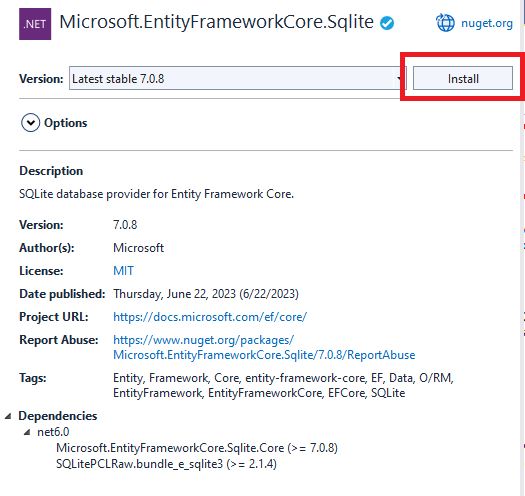 .NET
Microsoft.EntityFrameworkCore.Sqlite
nuget.org
Version:
Latest stable 7.0.8
Install
Options
Description
SQLite database provider for Entity Framework Core.
Version: 7.0.8
Author(s): Microsoft
License: MIT
Date published: Thursday, June 22, 2023 (6/22/2023)
Project URL: https://docs.microsoft.com/ef/core/
Report Abuse: https://www.nuget.org/packages/
Microsoft.EntityFrameworkCore.Sqlite/7.0.8/ReportAbuse
Tags: Entity, Framework, Core, entity-framework-core, EF, Data, O/RM,
EntityFramework, EntityFrameworkCore, EFCore, SQLite
Dependencies
net6.0
Microsoft.EntityFrameworkCore.Sqlite.Core (>= 7.0.8)
SQLitePCLRaw.bundle_e_sqlite3 (>= 2.1.4)